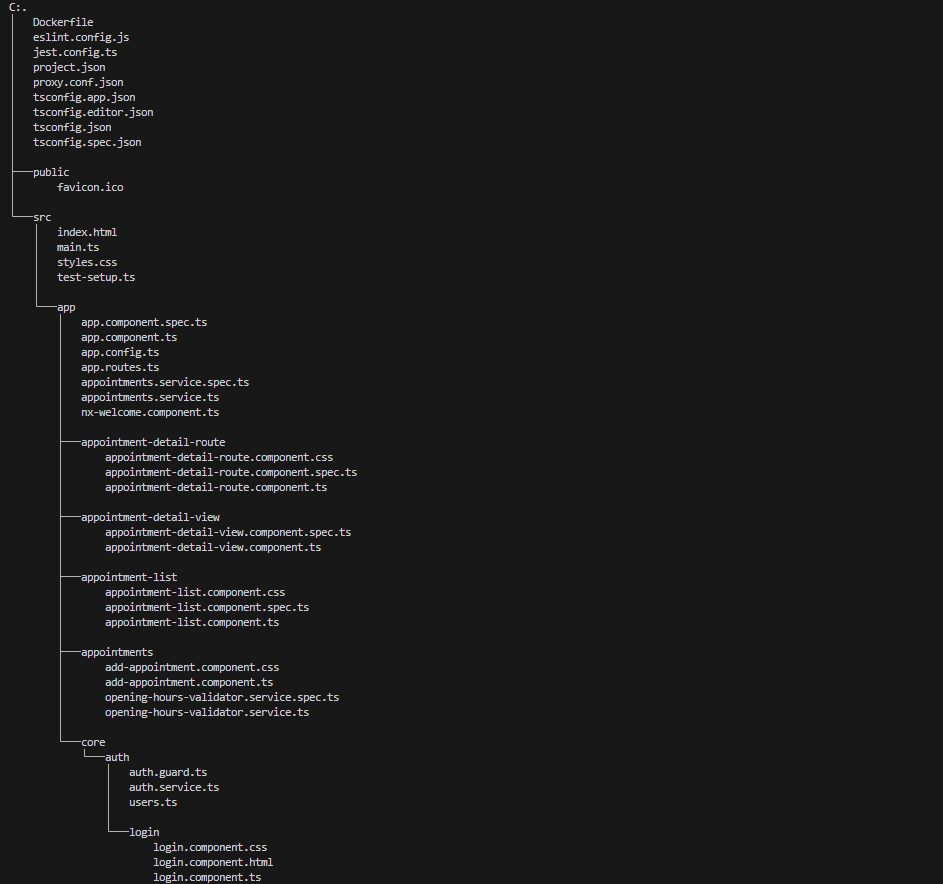 C:.
Dockerfile
eslint.config.js
jest.config.ts
project.json
proxy.conf.json
tsconfig.app.json
tsconfig.editor.json
tsconfig.json
tsconfig.spec.json
public
favicon.ico
src
index.html
main.ts
styles.css
test-setup.ts
app
app.component.spec.ts
app.component.ts
app.config.ts
app.routes.ts
appointments.service.spec.ts
appointments.service.ts
nx-welcome.component.ts
appointment-detail-route
appointment-detail-route.component.css
appointment-detail-route.component.spec.ts
appointment-detail-route.component.ts
appointment-detail-view
appointment-detail-view.component.spec.ts
appointment-detail-view.component.ts
appointment-list
appointment-list.component.css
appointment-list.component.spec.ts
appointment-list.component.ts
appointments
add-appointment.component.css
add-appointment.component.ts
opening-hours-validator.service.spec.ts
opening-hours-validator.service.ts
core
auth
auth.guard.ts
auth.service.ts
users.ts
login
login.component.css
login.component.html
login.component.ts